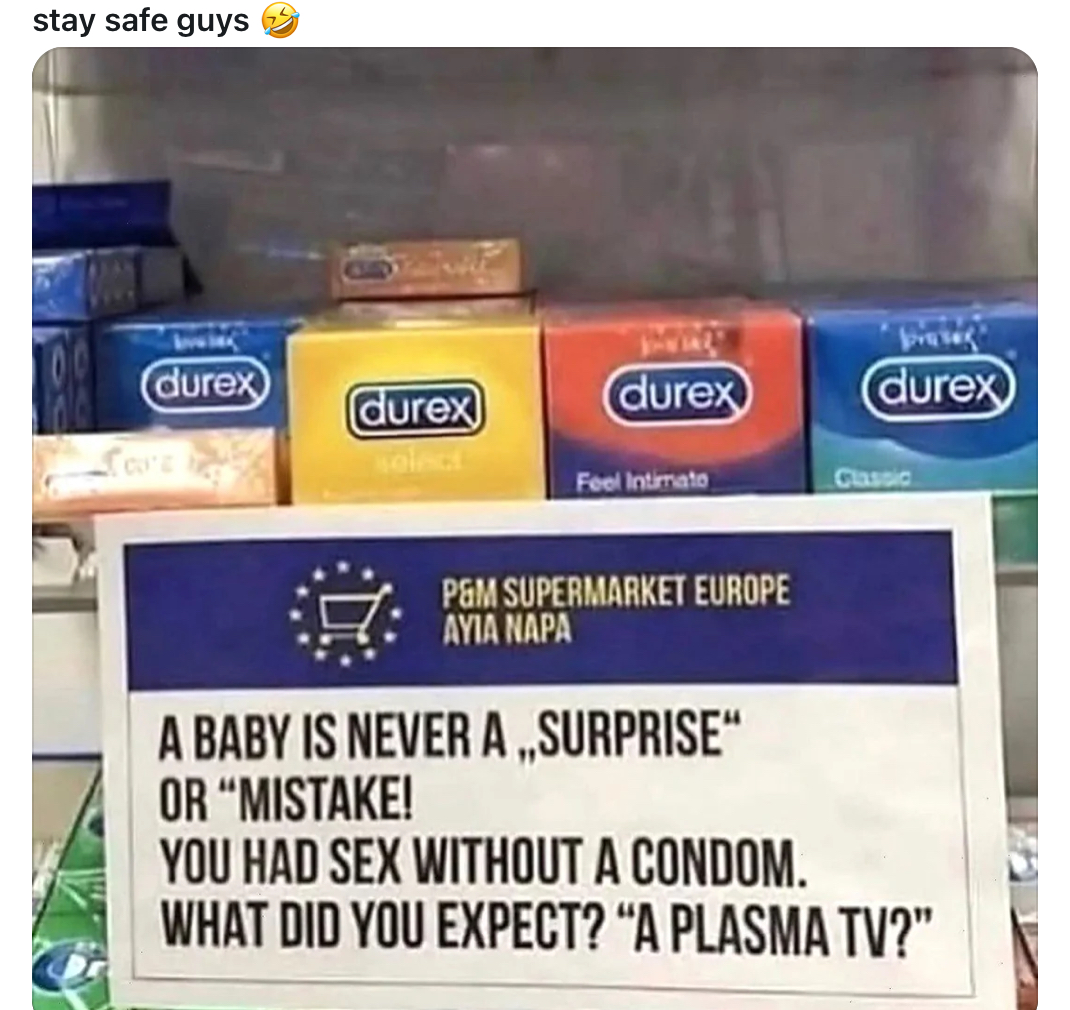 stay safe guys 🤣
durex
durex
durex
durex
select
Feel Intimate
Classic
P&M SUPERMARKET EUROPE
AYIA NAPA
A BABY IS NEVER A „SURPRISE“
OR “MISTAKE!
YOU HAD SEX WITHOUT A CONDOM.
WHAT DID YOU EXPECT? “A PLASMA TV?”